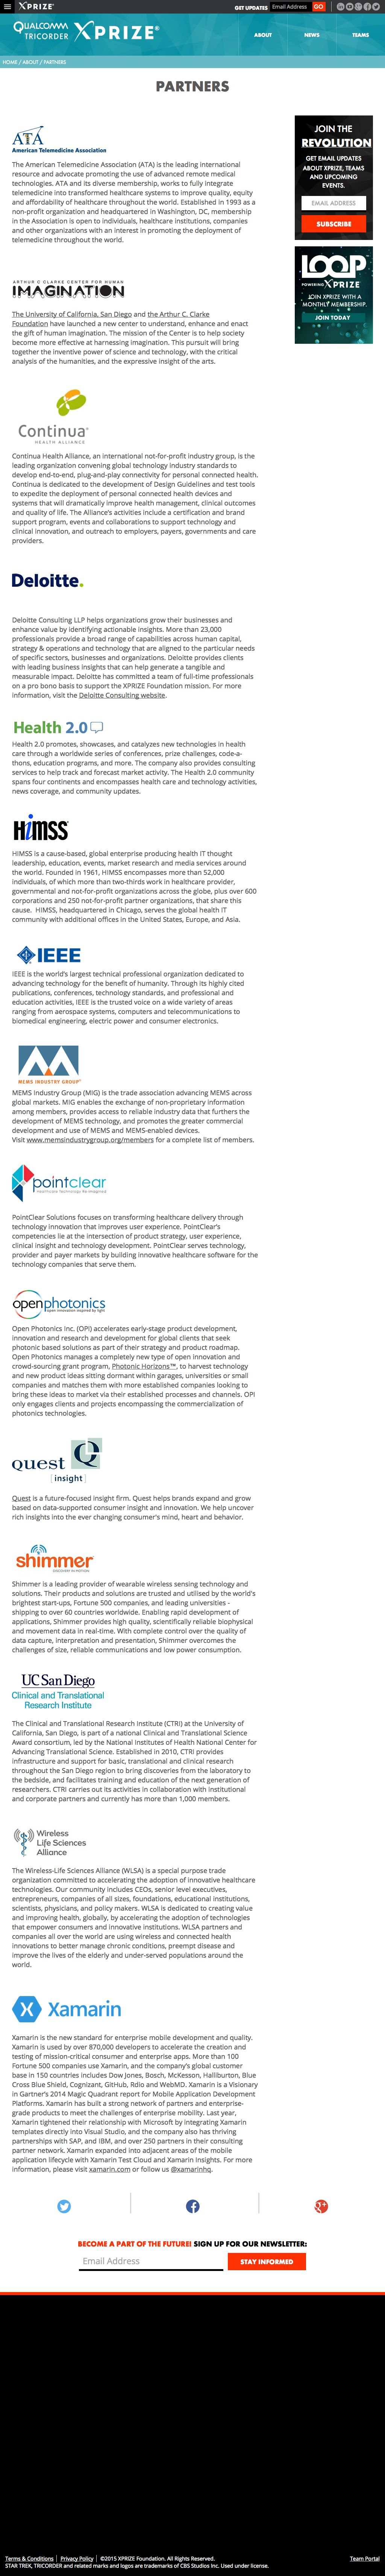 XPRIZE®
GET UPDATES Email Address GO
QUALCOMM
TRICORDER XPRIZE®
ABOUT NEWS TEAMS
HOME / ABOUT / PARTNERS
PARTNERS
ATA
American Telemedicine Association
The American Telemedicine Association (ATA) is the leading international
resource and advocate promoting the use of advanced remote medical
technologies. ATA and its diverse membership, works to fully integrate
telemedicine into transformed healthcare systems to improve quality, equity
and affordability of healthcare throughout the world. Established in 1993 as a
non-profit organization and headquartered in Washington, DC, membership
in the Association is open to individuals, healthcare institutions, companies
and other organizations with an interest in promoting the deployment of
telemedicine throughout the world.
JOIN THE
REVOLUTION
GET EMAIL UPDATES
ABOUT XPRIZE, TEAMS
AND UPCOMING
EVENTS.
EMAIL ADDRESS
SUBSCRIBE
LOOP
POWERING XPRIZE
JOIN XPRIZE WITH A
MONTHLY MEMBERSHIP.
JOIN TODAY
ARTHUR C CLARKE CENTER FOR HUMAN
IMAGINATION
The University of California, San Diego and the Arthur C. Clarke
Foundation have launched a new center to understand, enhance and enact
the gift of human imagination. The mission of the Center is to help society
become more effective at harnessing imagination. This pursuit will bring
together the inventive power of science and technology, with the critical
analysis of the humanities, and the expressive insight of the arts.
Continua®
HEALTH ALLIANCE
Continua Health Alliance, an international not-for-profit industry group, is the
leading organization convening global technology industry standards to
develop end-to-end, plug-and-play connectivity for personal connected health.
Continua is dedicated to the development of Design Guidelines and test tools
to expedite the deployment of personal connected health devices and
systems that will dramatically improve health management, clinical outcomes
and quality of life. The Alliance's activities include a certification and brand
support program, events and collaborations to support technology and
clinical innovation, and outreach to employers, payers, governments and care
providers.
Deloitte.
Deloitte Consulting LLP helps organizations grow their businesses and
enhance value by identifying actionable insights. More than 23,000
professionals provide a broad range of capabilities across human capital,
strategy & operations and technology that are aligned to the particular needs
of specific sectors, businesses and organizations. Deloitte provides clients
with leading business insights that can help generate a tangible and
measurable impact. Deloitte has committed a team of full-time professionals
on a pro bono basis to support the XPRIZE Foundation mission. For more
information, visit the Deloitte Consulting website.
Health 2.0
Health 2.0 promotes, showcases, and catalyzes new technologies in health
care through a worldwide series of conferences, prize challenges, code-a-
thons, education programs, and more. The company also provides consulting
services to help track and forecast market activity. The Health 2.0 community
spans four continents and encompasses health care and technology activities,
news coverage, and community updates.
HIMSS
HIMSS is a cause-based, global enterprise producing health IT thought
leadership, education, events, market research and media services around
the world. Founded in 1961, HIMSS encompasses more than 52,000
individuals, of which more than two-thirds work in healthcare provider,
governmental and not-for-profit organizations across the globe, plus over 600
corporations and 250 not-for-profit partner organizations, that share this
cause. HIMSS, headquartered in Chicago, serves the global health IT
community with additional offices in the United States, Europe, and Asia.
IEEE
IEEE is the world's largest technical professional organization dedicated to
advancing technology for the benefit of humanity. Through its highly cited
publications, conferences, technology standards, and professional and
education activities, IEEE is the trusted voice on a wide variety of areas
ranging from aerospace systems, computers and telecommunications to
biomedical engineering, electric power and consumer electronics.
MEMS INDUSTRY GROUP®
MEMS Industry Group (MIG) is the trade association advancing MEMS across
global markets. MIG enables the exchange of non-proprietary information
among members, provides access to reliable industry data that furthers the
development of MEMS technology, and promotes the greater commercial
development and use of MEMS and MEMS-enabled devices.
Visit www.memsindustrygroup.org/members for a complete list of members.
pointclear
Healthcare Technology Re-Imagined
PointClear Solutions focuses on transforming healthcare delivery through
technology innovation that improves user experience. PointClear's
competencies lie at the intersection of product strategy, user experience,
clinical insight and technology development. PointClear serves technology,
provider and payer markets by building innovative healthcare software for the
technology companies that serve them.
openphotonics
open innovation inspired by light
Open Photonics Inc. (OPI) accelerates early-stage product development,
innovation and research and development for global clients that seek
photonic based solutions as part of their strategy and product roadmap.
Open Photonics manages a completely new type of open innovation and
crowd-sourcing grant program, Photonic Horizons™, to harvest technology
and new product ideas sitting dormant within garages, universities or small
companies and matches them with more established companies looking to
bring these ideas to market via their established processes and channels. OPI
only engages clients and projects encompassing the commercialization of
photonics technologies.
quest Q
[insight]
Quest is a future-focused insight firm. Quest helps brands expand and grow
based on data-supported consumer insight and innovation. We help uncover
rich insights into the ever changing consumer's mind, heart and behavior.
shimmer
DISCOVERY IN MOTION
Shimmer is a leading provider of wearable wireless sensing technology and
solutions. Their products and solutions are trusted and utilised by the world's
brightest start-ups, Fortune 500 companies, and leading universities -
shipping to over 60 countries worldwide. Enabling rapid development of
applications, Shimmer provides high quality, scientifically reliable biophysical
and movement data in real-time. With complete control over the quality of
data capture, interpretation and presentation, Shimmer overcomes the
challenges of size, reliable communications and low power consumption.
UC San Diego
Clinical and Translational
Research Institute
The Clinical and Translational Research Institute (CTRI) at the University of
California, San Diego, is part of a national Clinical and Translational Science
Award consortium, led by the National Institutes of Health National Center for
Advancing Translational Science. Established in 2010, CTRI provides
infrastructure and support for basic, translational and clinical research
throughout the San Diego region to bring discoveries from the laboratory to
the bedside, and facilitates training and education of the next generation of
researchers. CTRI carries out its activities in collaboration with institutional
and corporate partners and currently has more than 1,000 members.
Wireless
Life Sciences
Alliance
The Wireless-Life Sciences Alliance (WLSA) is a special purpose trade
organization committed to accelerating the adoption of innovative healthcare
technologies. Our community includes CEOs, senior level executives,
entrepreneurs, companies of all sizes, foundations, educational institutions,
scientists, physicians, and policy makers. WLSA is dedicated to creating value
and improving health, globally, by accelerating the adoption of technologies
that empower consumers and innovative institutions. WLSA partners and
companies all over the world are using wireless and connected health
innovations to better manage chronic conditions, preempt disease and
improve the lives of the elderly and under-served populations around the
world.
Xamarin
Xamarin is the new standard for enterprise mobile development and quality.
Xamarin is used by over 870,000 developers to accelerate the creation and
testing of mission-critical consumer and enterprise apps. More than 100
Fortune 500 companies use Xamarin, and the company's global customer
base in 150 countries includes Dow Jones, Bosch, McKesson, Halliburton, Blue
Cross Blue Shield, Cognizant, GitHub, Rdio and WebMD. Xamarin is a Visionary
in Gartner's 2014 Magic Quadrant report for Mobile Application Development
Platforms. Xamarin has built a strong network of apps and enterprise-
grade products to meet the challenges of enterprise mobility. Last year,
Xamarin tightened their relationship with Microsoft by integrating Xamarin
templates directly into Visual Studio, and the company also has thriving
partnerships with SAP, and IBM, and over 250 partners in their consulting
partner network. Xamarin expanded into adjacent areas of the mobile
application lifecycle with Xamarin Test Cloud and Xamarin Insights. For more
information, please visit xamarin.com or follow us @xamarinhq.
BECOME A PART OF THE FUTURE! SIGN UP FOR OUR NEWSLETTER:
Email Address STAY INFORMED
Terms & Conditions | Privacy Policy | ©2015 XPRIZE Foundation. All Rights Reserved. Team Portal
STAR TREK, TRICORDER and related marks and logos are trademarks of CBS Studios Inc. Used under license.